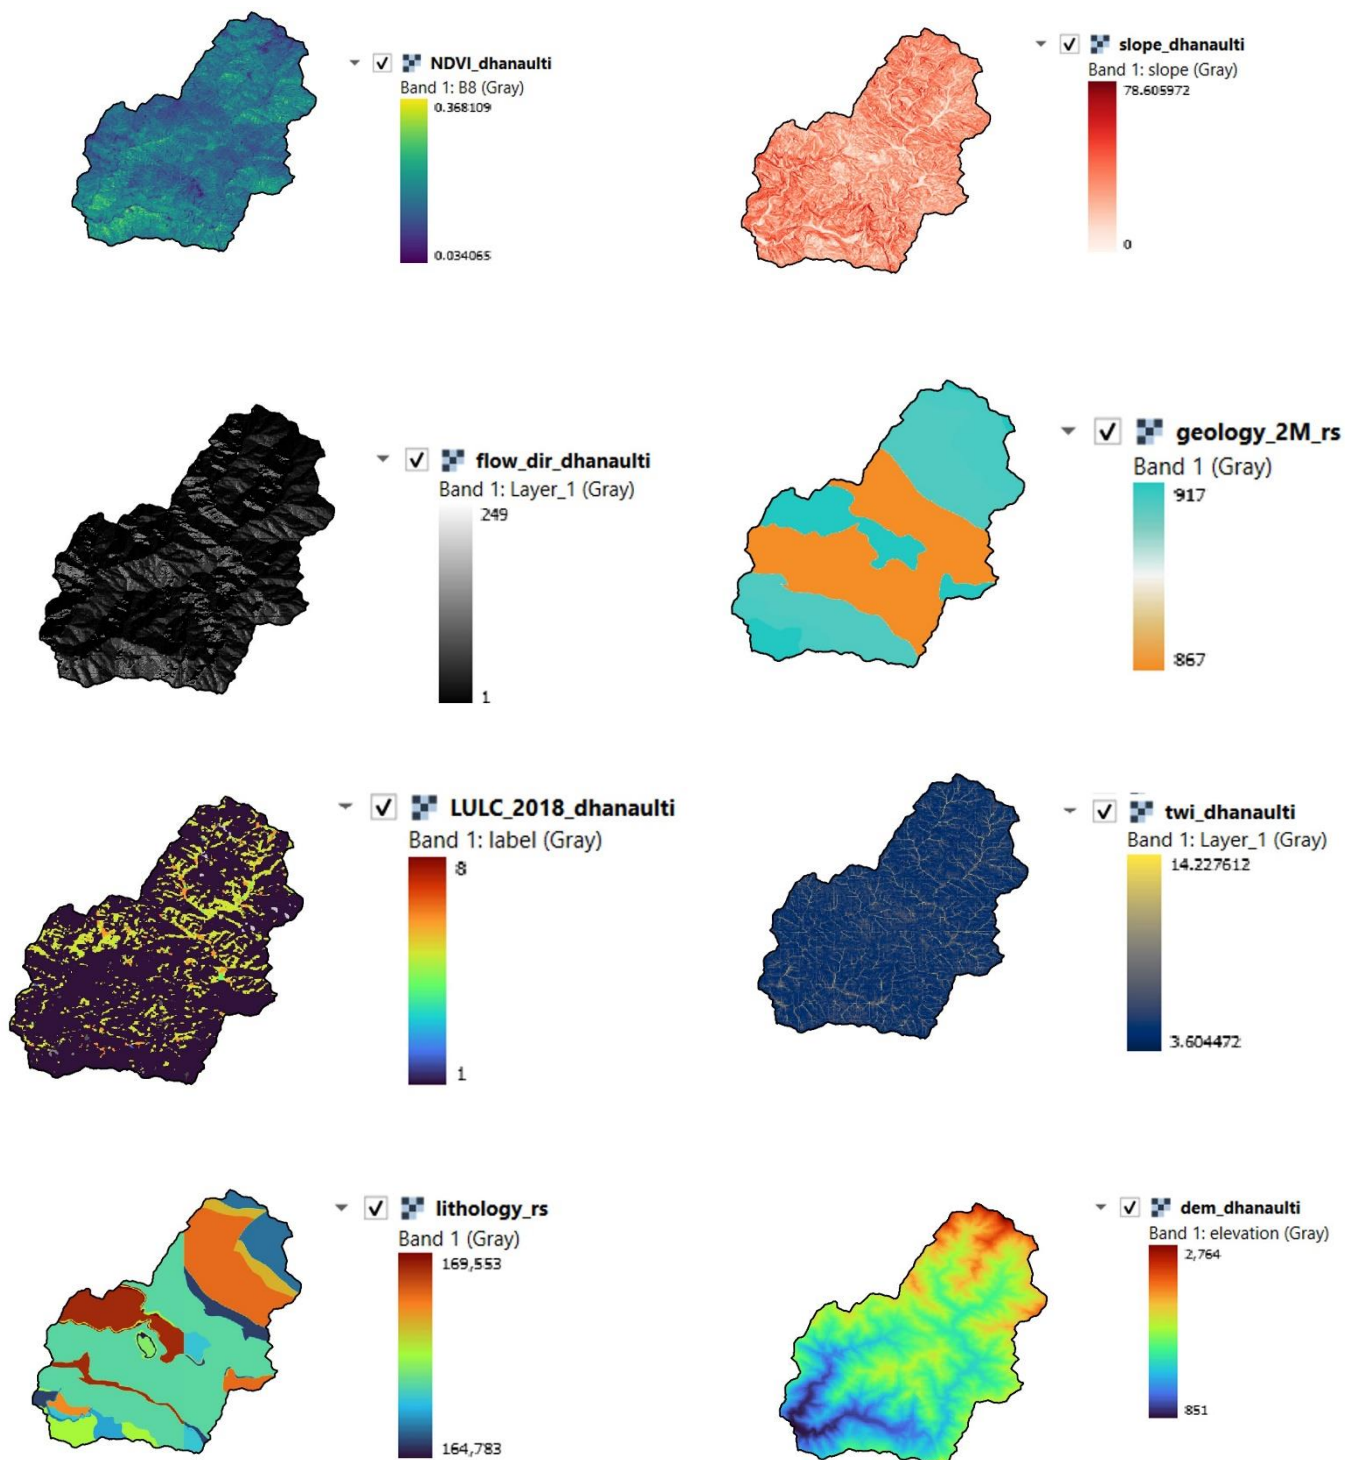 NDVI_dhanaulti
Band 1: B8 (Gray)
0.368109
0.034065
slope_dhanaulti
Band 1: slope (Gray)
78.605972
0
flow_dir_dhanaulti
Band 1: Layer_1 (Gray)
249
1
geology_2M_rs
Band 1 (Gray)
917
867
LULC_2018_dhanaulti
Band 1: label (Gray)
8
1
twi_dhanaulti
Band 1: Layer_1 (Gray)
14.227612
3.604472
lithology_rs
Band 1 (Gray)
169,553
164,783
dem_dhanaulti
Band 1: elevation (Gray)
2,764
851